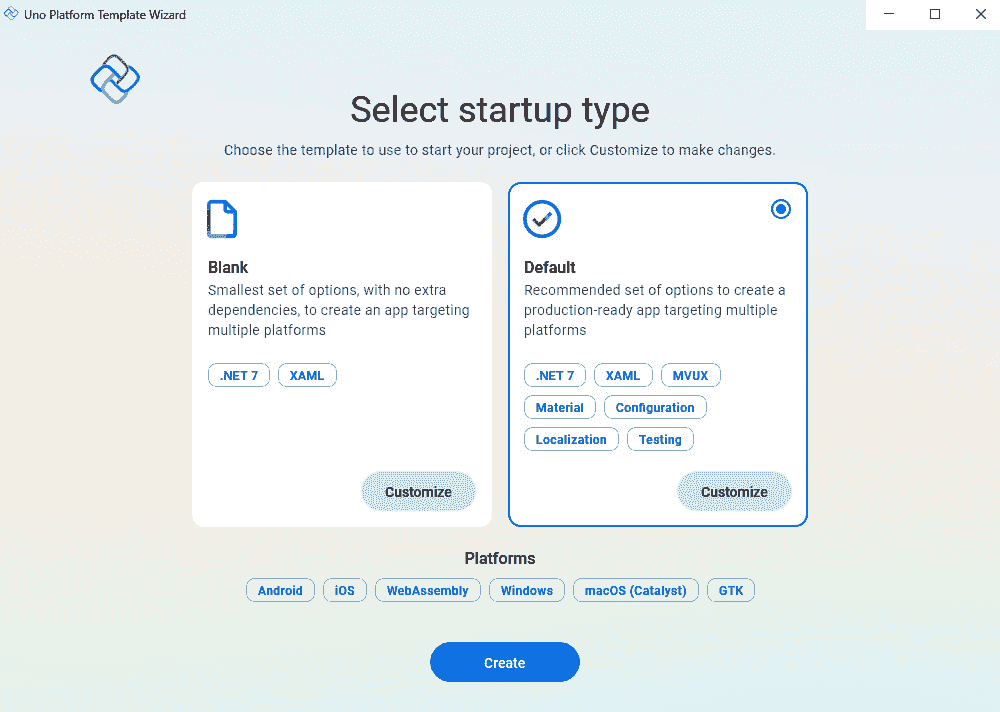 Uno Platform Template Wizard
Select startup type
Choose the template to use to start your project, or click Customize to make changes.
Blank
Smallest set of options, with no extra
dependencies, to create an app targeting
multiple platforms
.NET 7 XAML
Customize
Default
Recommended set of options to create a
production-ready app targeting multiple
platforms
.NET 7 XAML MVUX
Material Configuration
Localization Testing
Customize
Platforms
Android iOS WebAssembly Windows macOS (Catalyst) GTK
Create